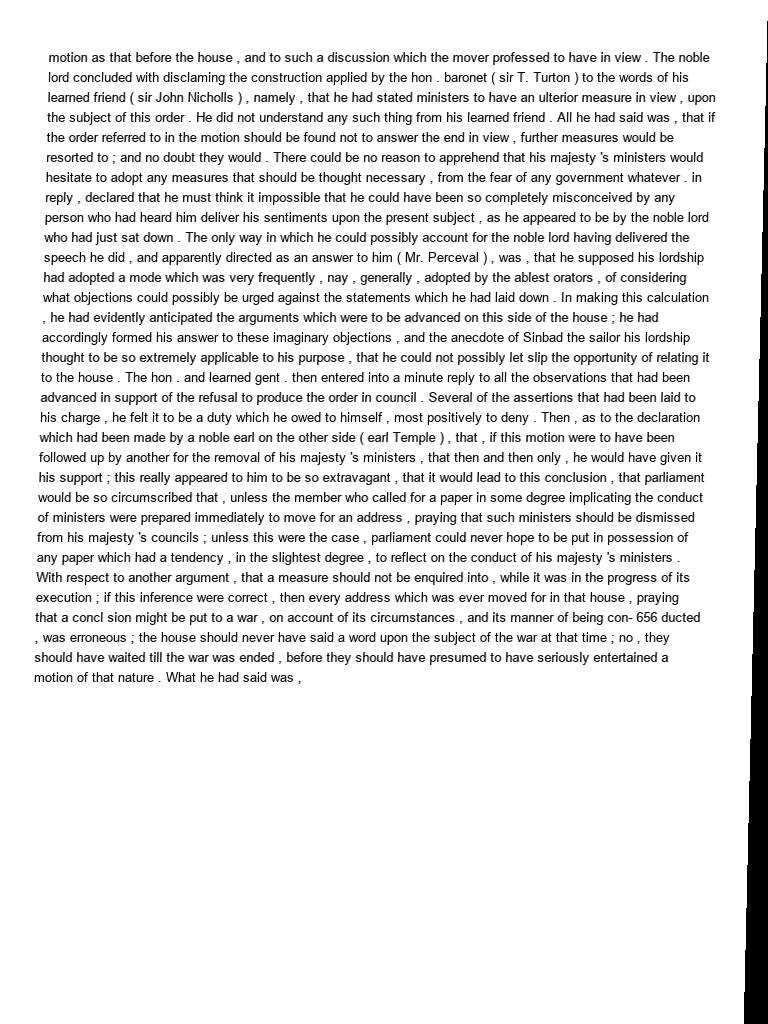 motion as that before the house , and to such a discussion which the mover professed to have in view . The noble
lord concluded with disclaming the construction applied by the hon . baronet ( sir T. Turton ) to the words of his
learned friend ( sir John Nicholls ) , namely , that he had stated ministers to have an ulterior measure in view , upon
the subject of this order . He did not understand any such thing from his learned friend . All he had said was , that if
the order referred to in the motion should be found not to answer the end in view , further measures would be
resorted to ; and no doubt they would . There could be no reason to apprehend that his majesty 's ministers would
hesitate to adopt any measures that should be thought necessary , from the fear of any government whatever . in
reply , declared that he must think it impossible that he could have been so completely misconceived by any
person who had heard him deliver his sentiments upon the present subject , as he appeared to be by the noble lord
who had just sat down . The only way in which he could possibly account for the noble lord having delivered the
speech he did , and apparently directed as an answer to him ( Mr. Perceval ) , was , that he supposed his lordship
had adopted a mode which was very frequently , nay , generally , adopted by the ablest orators , of considering
what objections could possibly be urged against the statements which he had laid down . In making this calculation
, he had evidently anticipated the arguments which were to be advanced on this side of the house ; he had
accordingly formed his answer to these imaginary objections , and the anecdote of Sinbad the sailor his lordship
thought to be so extremely applicable to his purpose , that he could not possibly let slip the opportunity of relating it
to the house . The hon . and learned gent . then entered into a minute reply to all the observations that had been
advanced in support of the refusal to produce the order in council . Several of the assertions that had been laid to
his charge , he felt it to be a duty which he owed to himself , most positively to deny . Then , as to the declaration
which had been made by a noble earl on the other side ( earl Temple ) , that , if this motion were to have been
followed up by another for the removal of his majesty 's ministers , that then and then only , he would have given it
his support ; this really appeared to him to be so extravagant , that it would lead to this conclusion , that parliament
would be so circumscribed that , unless the member who called for a paper in some degree implicating the conduct
of ministers were prepared immediately to move for an address , praying that such ministers should be dismissed
from his majesty 's councils ; unless this were the case , parliament could never hope to be put in possession of
any paper which had a tendency , in the slightest degree , to reflect on the conduct of his majesty 's ministers .
With respect to another argument , that a measure should not be enquired into , while it was in the progress of its
execution ; if this inference were correct , then every address which was ever moved for in that house , praying
that a concl sion might be put to a war , on account of its circumstances , and its manner of being con- 656 ducted
, was erroneous ; the house should never have said a word upon the subject of the war at that time ; no , they
should have waited till the war was ended , before they should have presumed to have seriously entertained a
motion of that nature . What he had said was ,